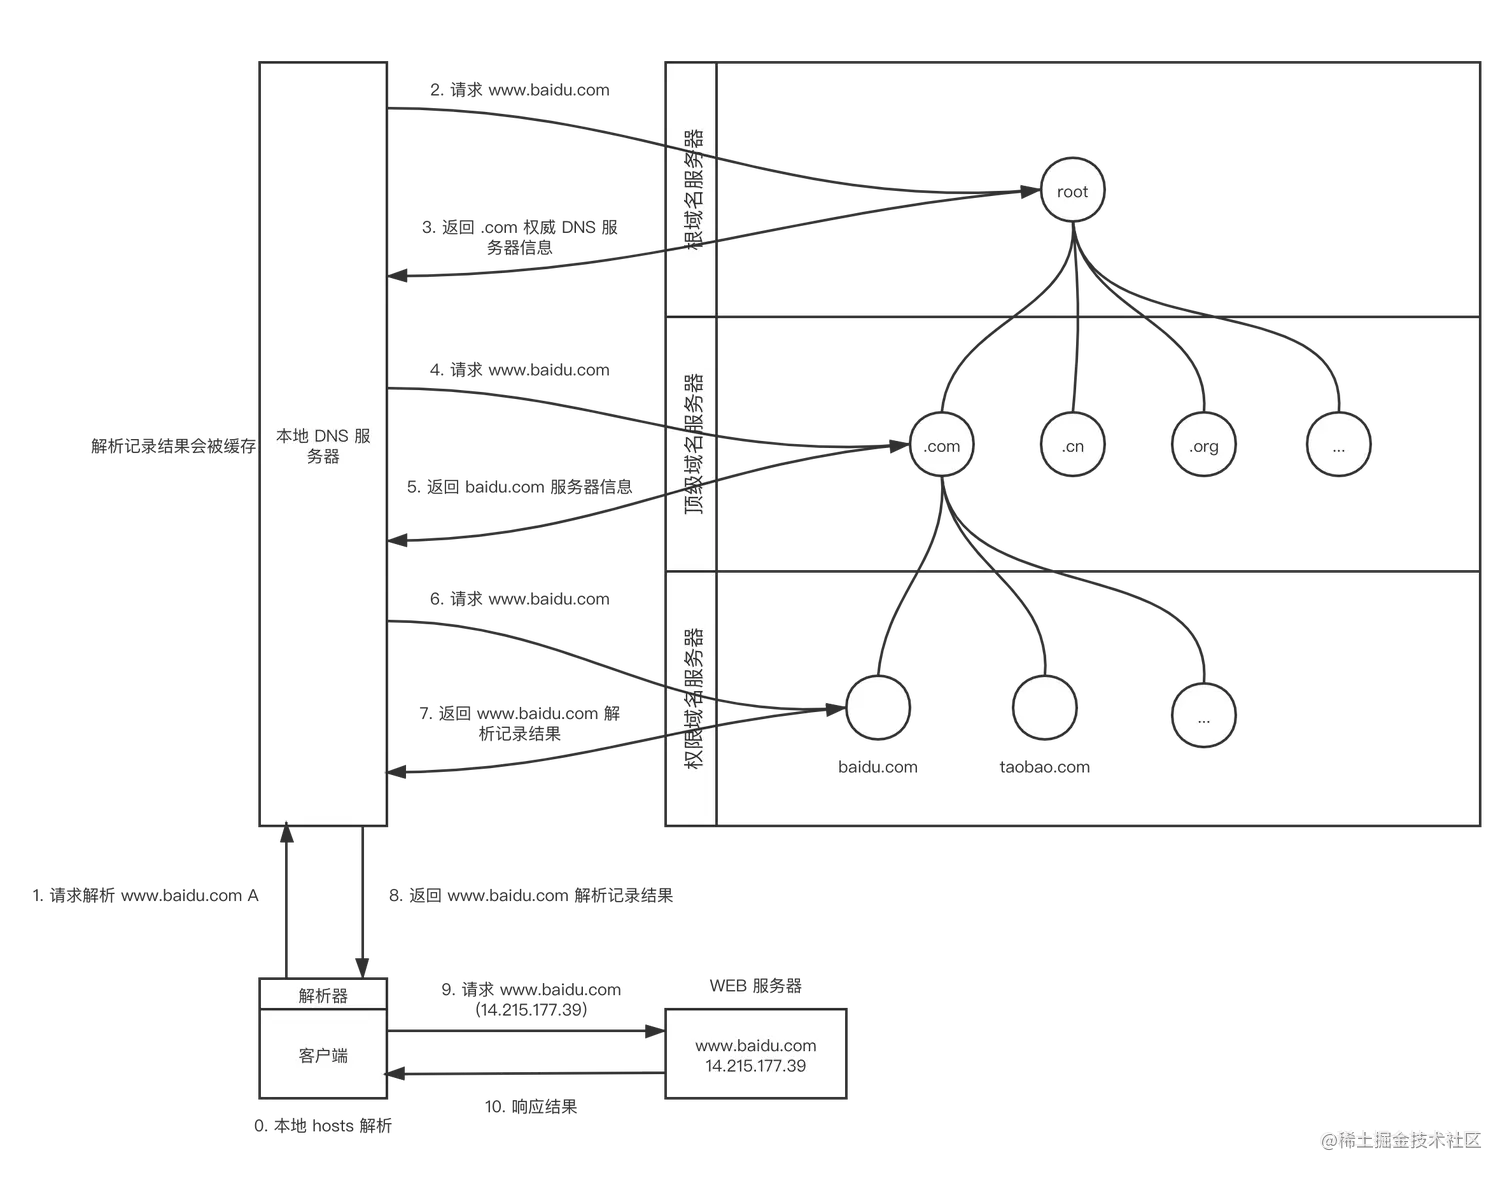 2. 请求 www.baidu.com
根域名服务器
root
3. 返回 .com 权威 DNS 服
务器信息
4. 请求 www.baidu.com
顶级域名服务器
解析记录结果会被缓存
本地 DNS 服
务器
.com
.cn
.org
...
5. 返回 baidu.com 服务器信息
6. 请求 www.baidu.com
权限域名服务器
7. 返回 www.baidu.com 解
析记录结果
...
baidu.com
taobao.com
1. 请求解析 www.baidu.com A
8. 返回 www.baidu.com 解析记录结果
解析器
客户端
9. 请求 www.baidu.com
(14.215.177.39)
WEB 服务器
www.baidu.com
14.215.177.39
10. 响应结果
0. 本地 hosts 解析
@稀土掘金技术社区